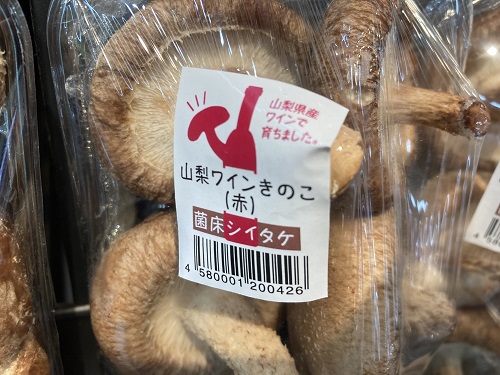 山梨県産
ワインで
育ちました。
山梨ワインきのこ
(赤)
菌床シイタケ
4 580001 200426